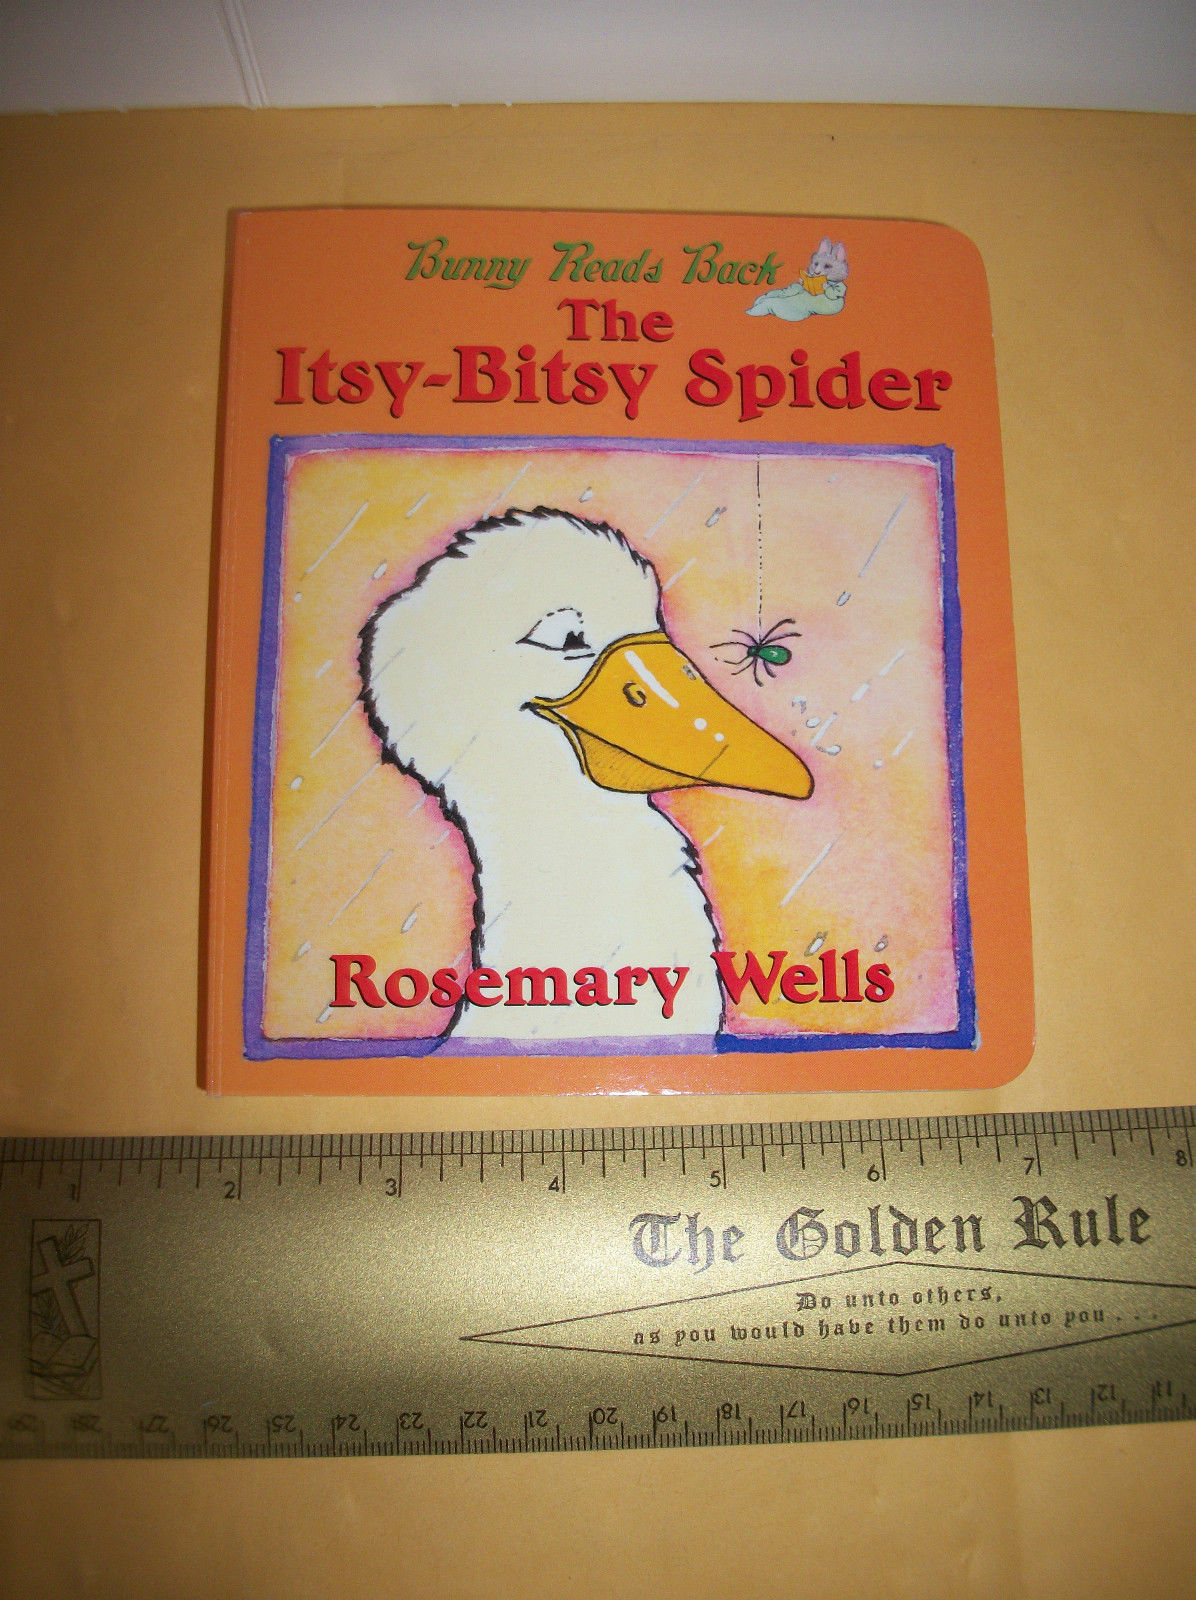 Bunny Reads Back
The
Itsy-Bitsy Spider
Rosemary Wells
1 2 3 4 5 6 7 8
The Golden Rule
Do unto others,
as you would have them do unto you . . . .
29 28 27 26 25 24 23 22 21 20 19 18 17 16 15 14 13 12 11